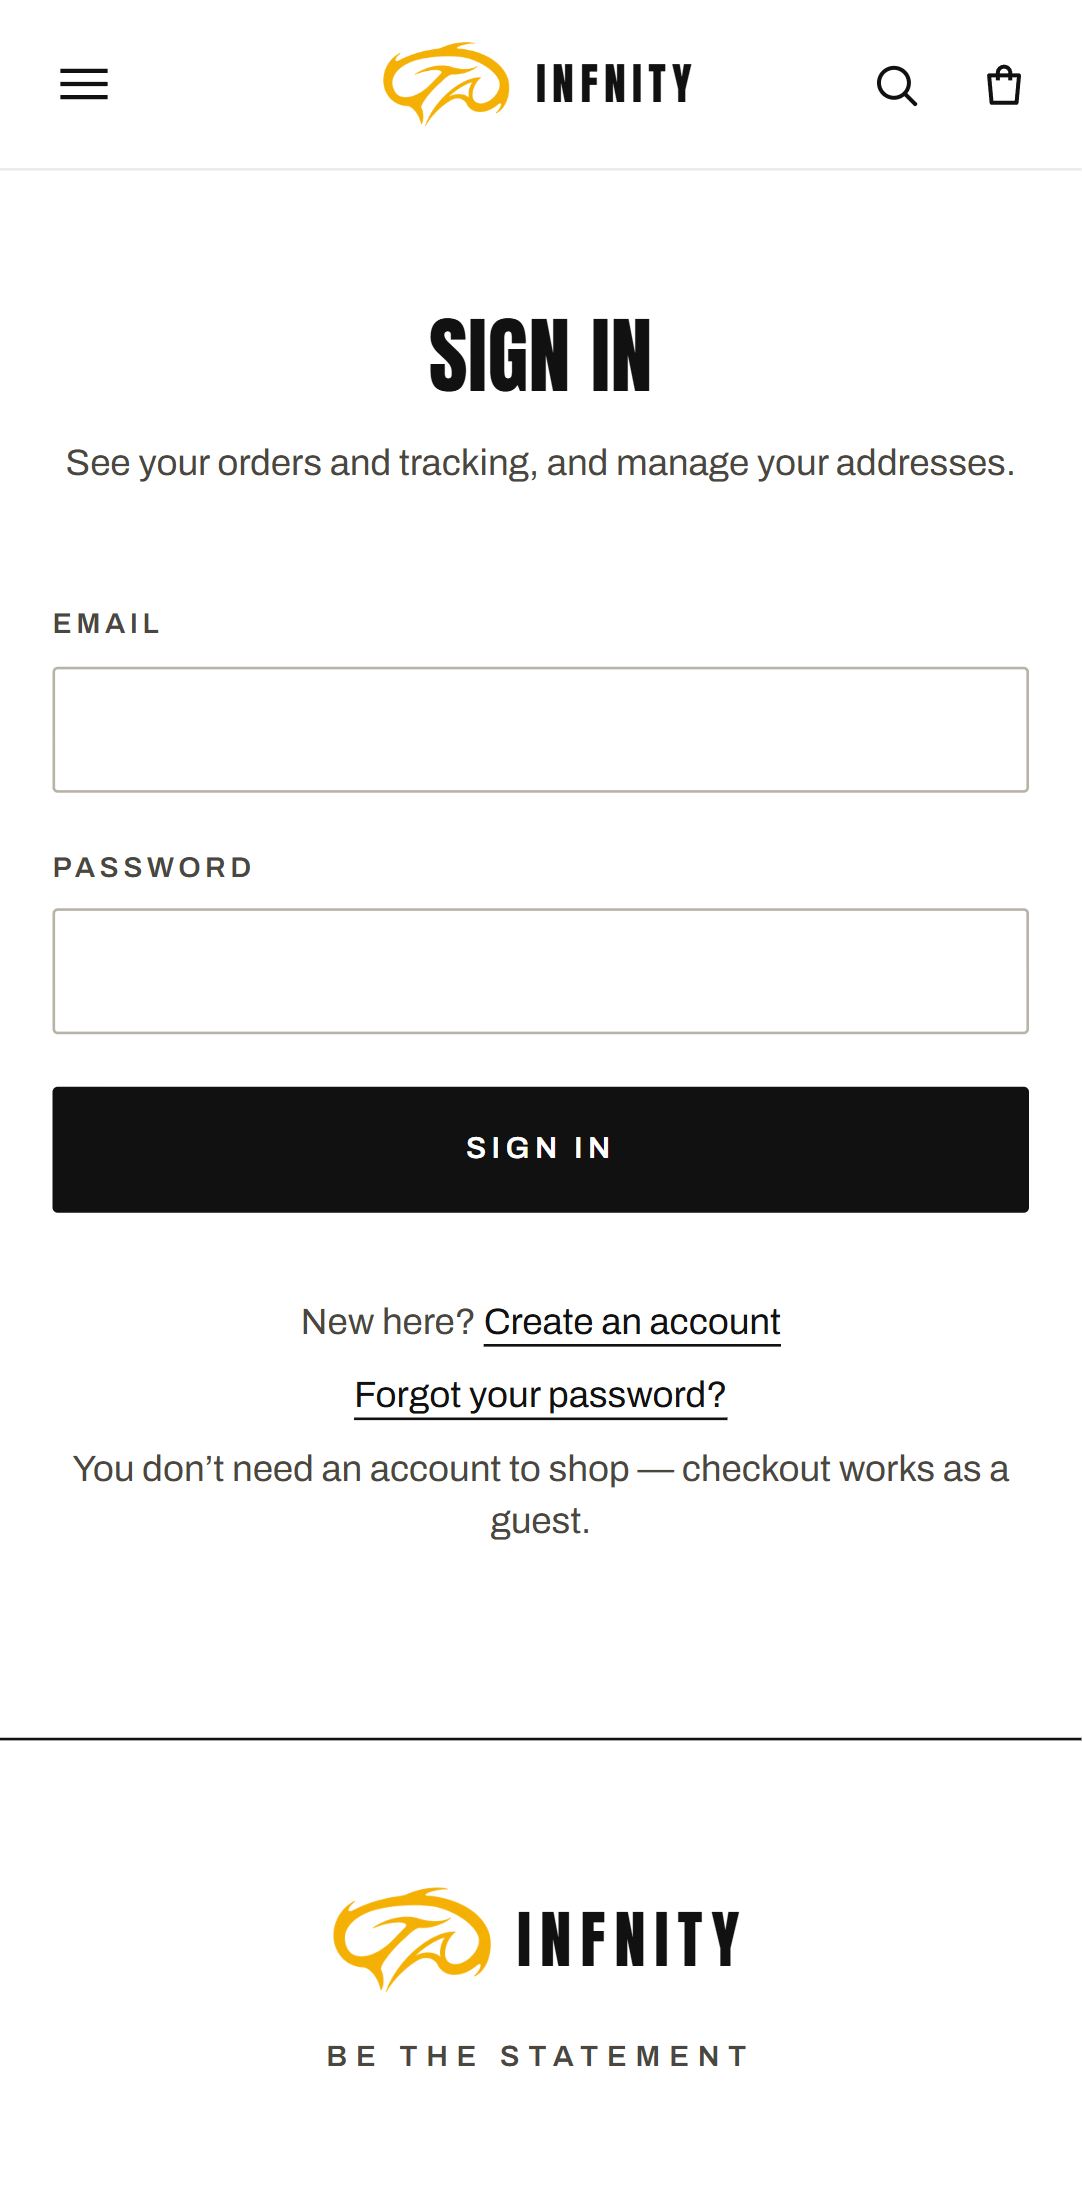 INFNITY
SIGN IN
See your orders and tracking, and manage your addresses.
EMAIL
PASSWORD
SIGN IN
New here? Create an account
Forgot your password?
You don’t need an account to shop — checkout works as a
guest.
INFNITY
BE THE STATEMENT